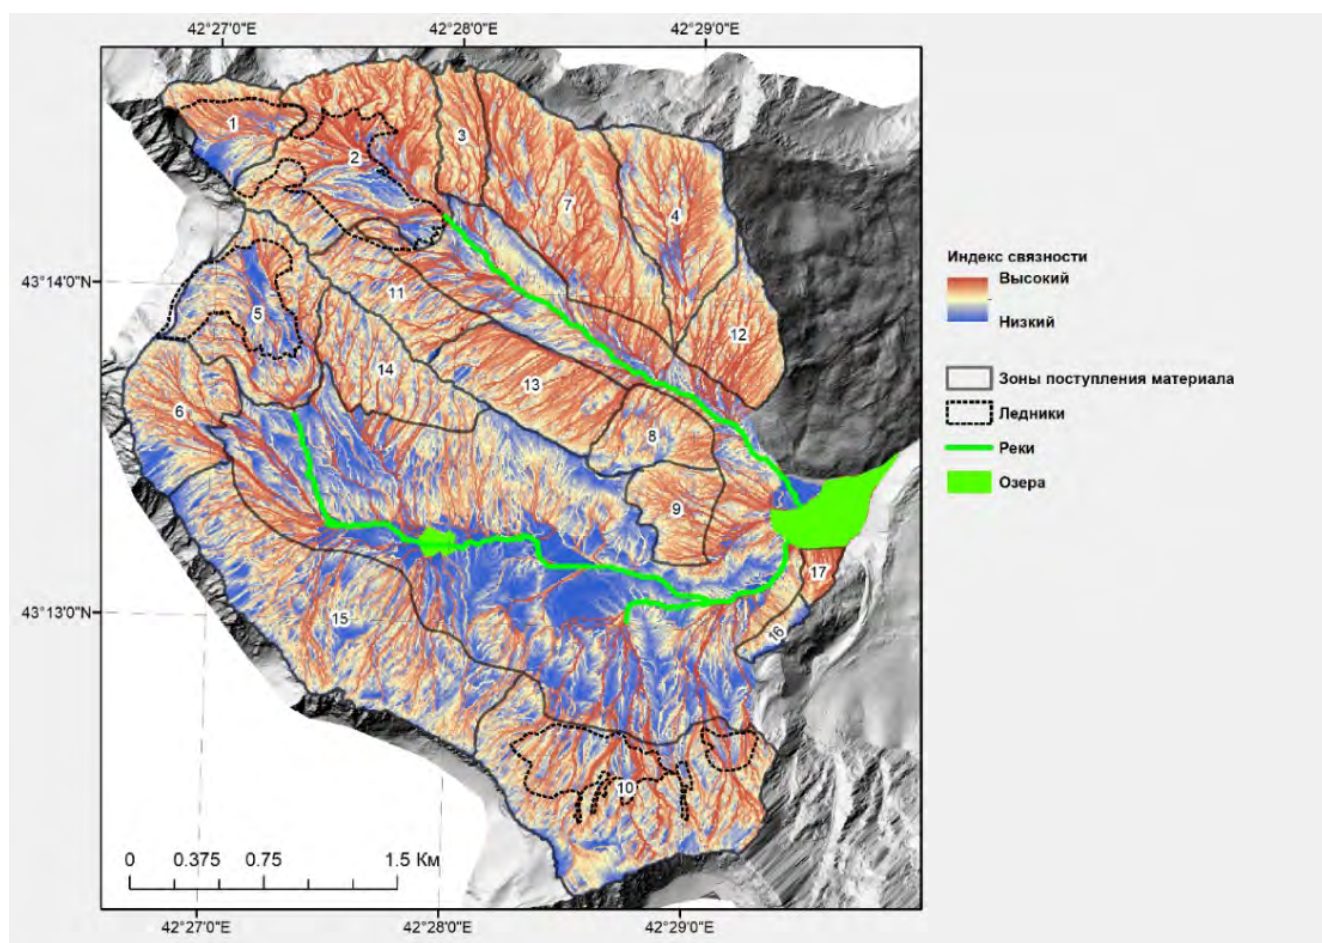 42°27'0"E
42°28'0"E
42°29'0"E
1
2
3
7
4
43°14'0"N
11
5
12
14
13
6
8
9
17
43°13'0"N
15
16
10
0 0.375 0.75 1.5 Км
42°27'0"E
42°28'0"E
42°29'0"E
Индекс связности
Высокий
Низкий
Зоны поступления материала
Ледники
Реки
Озера